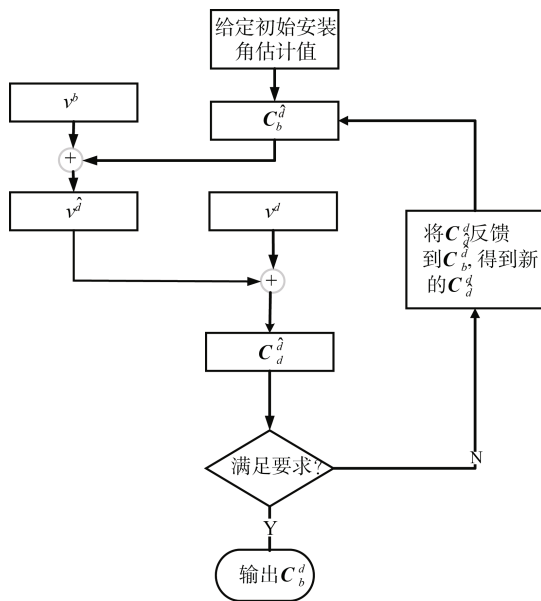 给定初始安装
角估计值
v^b
C_b^{d̂}
+
v^{d̂}
v^d
+
将C_{d̂}^d反馈
到C_b^{d̂}, 得到新
的C_{d̂}^d
C_d^{d̂}
满足要求?
N
Y
输出C_b^d